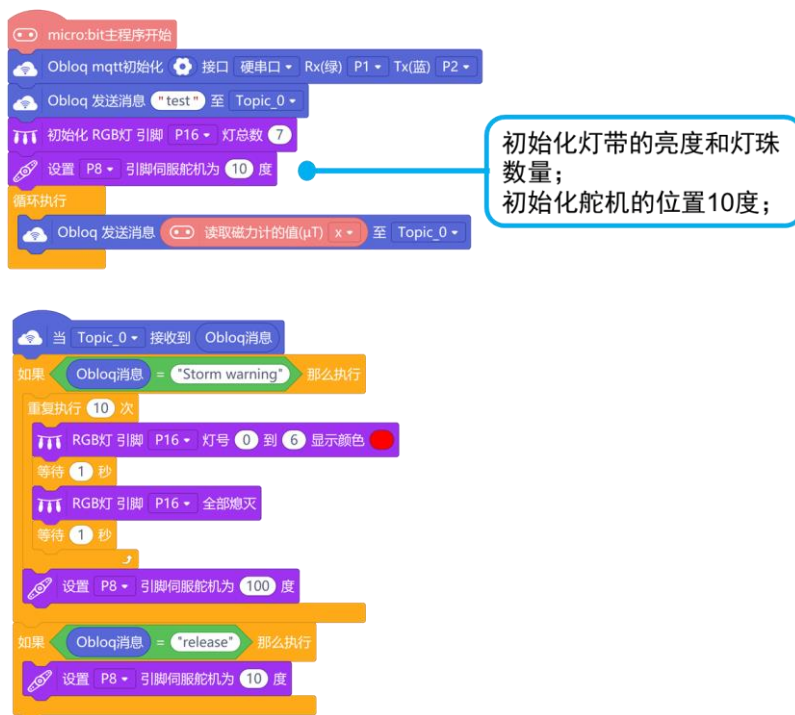 micro:bit主程序开始
Obloq mqtt初始化 接口 硬串口 Rx(绿) P1 Tx(蓝) P2
Obloq 发送消息 "test" 至 Topic_0
初始化 RGB灯 引脚 P16 灯总数 7
设置 P8 引脚伺服舵机为 10 度
循环执行
Obloq 发送消息 读取磁力计的值(μT) x 至 Topic_0
初始化灯带的亮度和灯珠
数量；
初始化舵机的位置10度；
当 Topic_0 接收到 Obloq消息
如果 Obloq消息 = "Storm warning" 那么执行
重复执行 10 次
RGB灯 引脚 P16 灯号 0 到 6 显示颜色
等待 1 秒
RGB灯 引脚 P16 全部熄灭
等待 1 秒
设置 P8 引脚伺服舵机为 100 度
如果 Obloq消息 = "release" 那么执行
设置 P8 引脚伺服舵机为 10 度